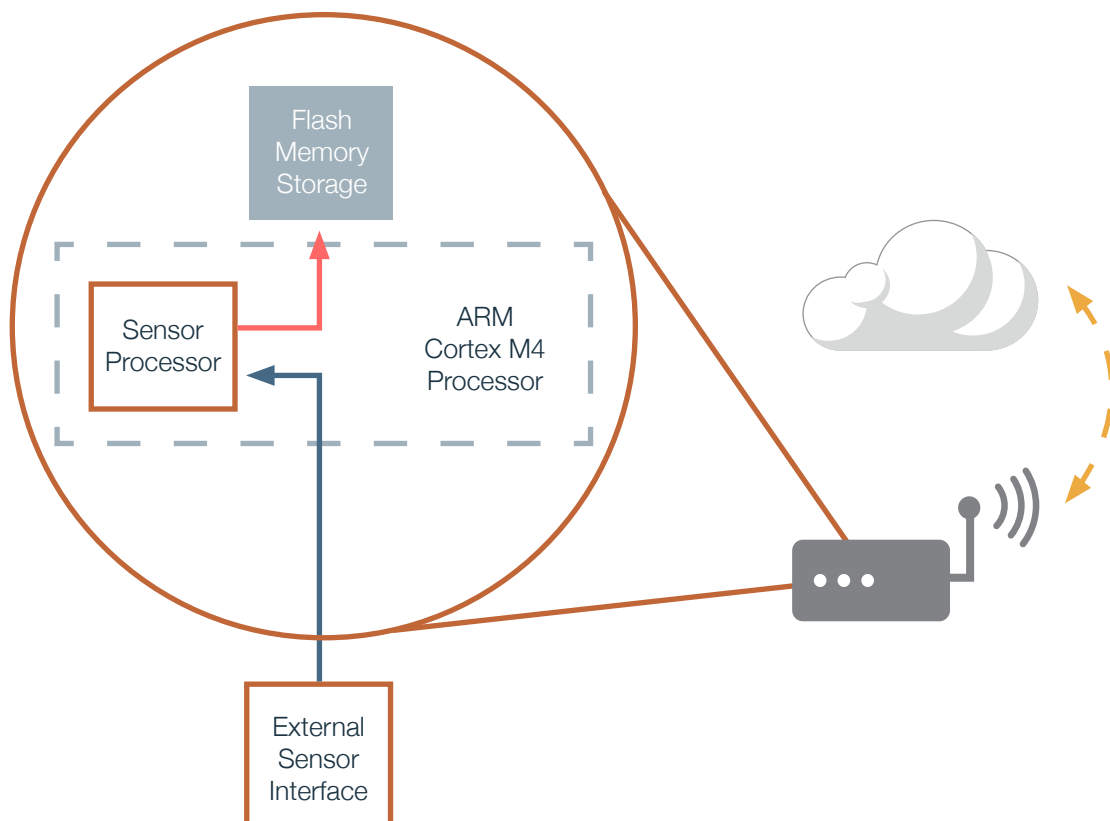 Flash
Memory
Storage
Sensor
Processor
ARM
Cortex M4
Processor
External
Sensor
Interface